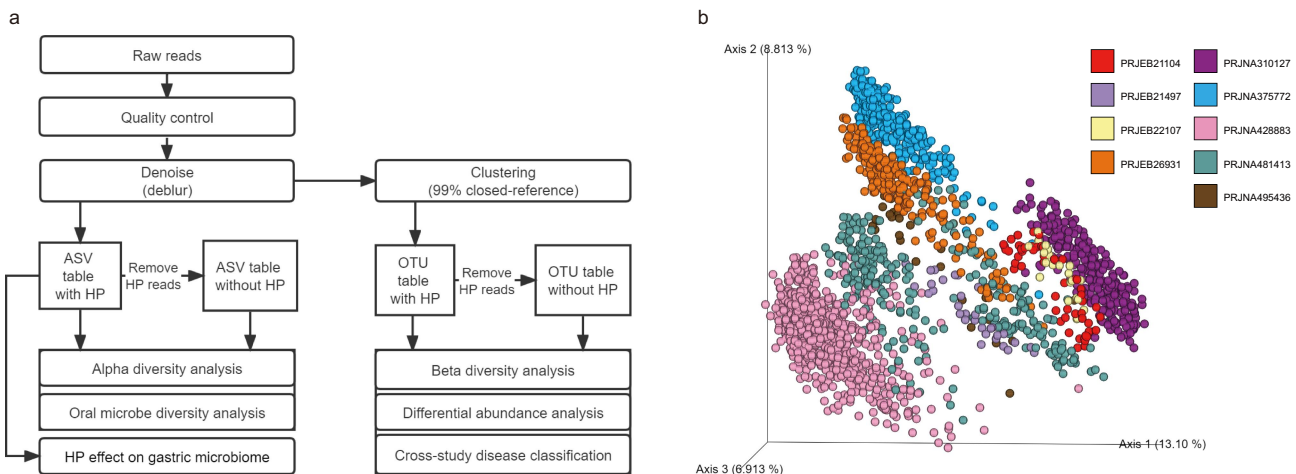 a
Raw reads
Quality control
Denoise
(deblur)
Clustering
(99% closed-reference)
ASV
table
with HP
Remove
HP reads
ASV table
without HP
OTU
table
with HP
Remove
HP reads
OTU table
without HP
Alpha diversity analysis
Oral microbe diversity analysis
HP effect on gastric microbiome
Beta diversity analysis
Differential abundance analysis
Cross-study disease classification
b
Axis 2 (8.813 %)
PRJEB21104
PRJEB21497
PRJEB22107
PRJEB26931
PRJNA310127
PRJNA375772
PRJNA428883
PRJNA481413
PRJNA495436
Axis 1 (13.10 %)
Axis 3 (6.913 %)